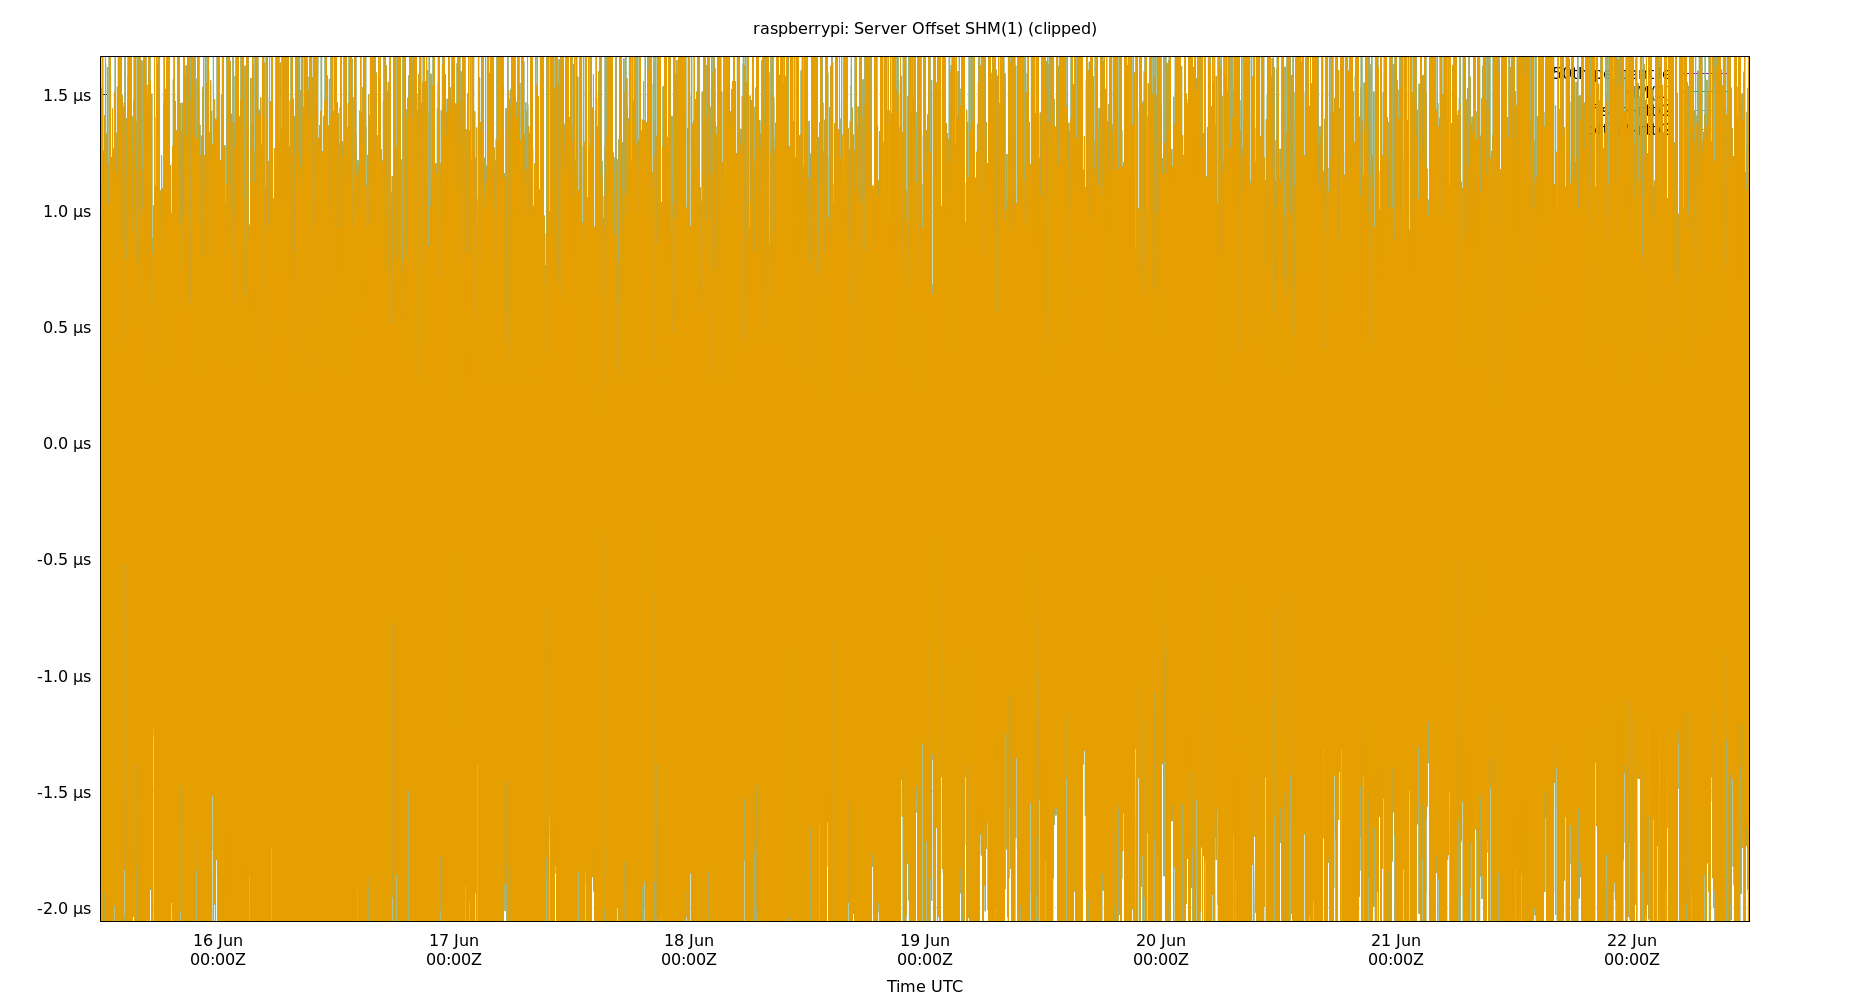 raspberrypi: Server Offset SHM(1) (clipped)
50th
1.5 µs
1.0 µs
0.5 µs
0.0 µs
-0.5 µs
-1.0 µs
-1.5 µs
-2.0 µs
16 Jun 17 Jun 18 Jun 19 Jun 20 Jun 21 Jun 22 Jun
00:00Z 00:00Z 00:00Z 00:00Z 00:00Z 00:00Z 00:00Z
Time UTC